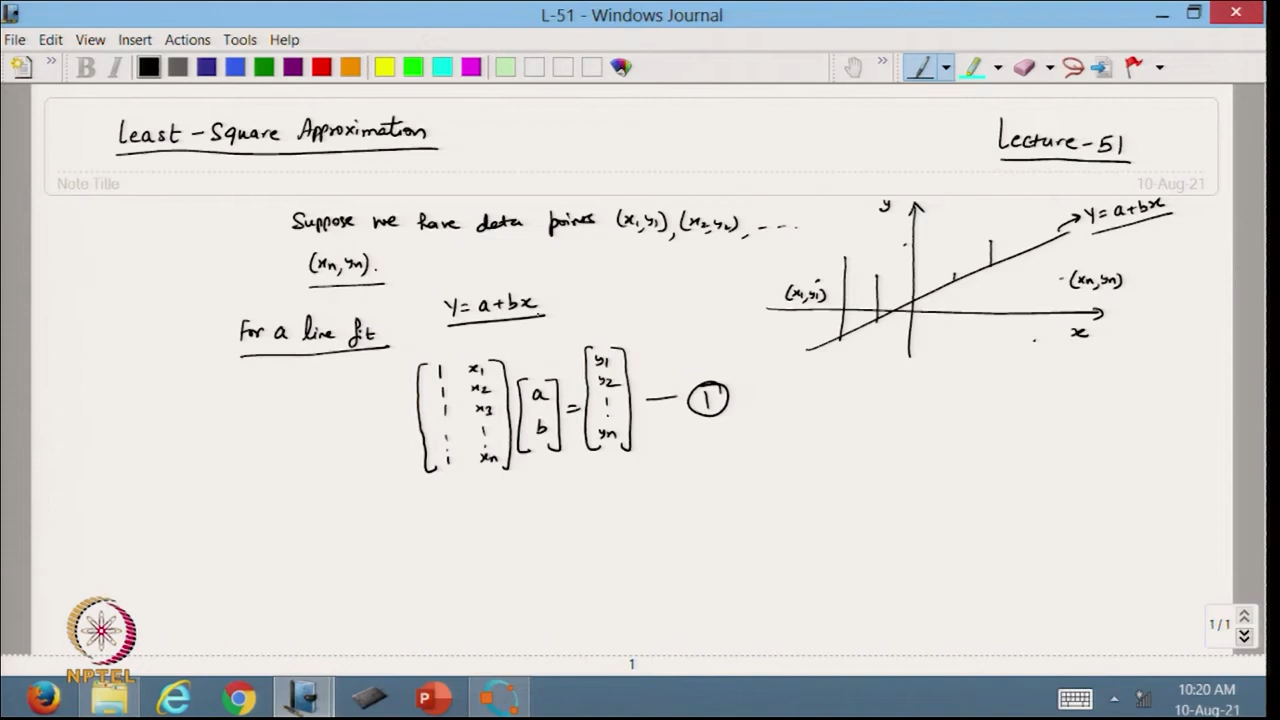 L-51 - Windows Journal
File Edit View Insert Actions Tools Help
Least-Square Approximation
Lecture-51
Note Title
10-Aug-21
Suppose we have data points (x1,y1), (x2,y2), ----
(xn,yn).
y
Y=a+bx
(x1,y1)
(xn,yn)
x
Y=a+bx
For a line fit
1 x1
1 x2
1 x3
1 xn
a
b
=
y1
y2
yn
— 1
1/1
NPTEL
1
10:20 AM
10-Aug-21